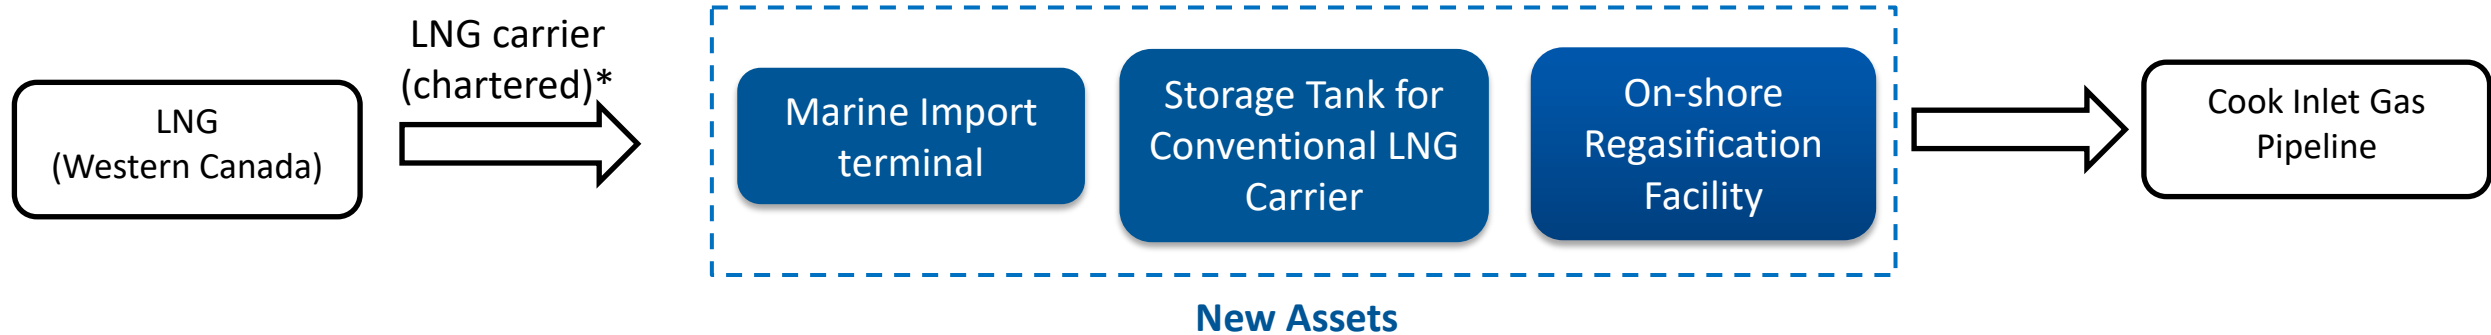 LNG
(Western Canada)
LNG carrier
(chartered)*
Marine Import
terminal
Storage Tank for
Conventional LNG
Carrier
On-shore
Regasification
Facility
New Assets
Cook Inlet Gas
Pipeline